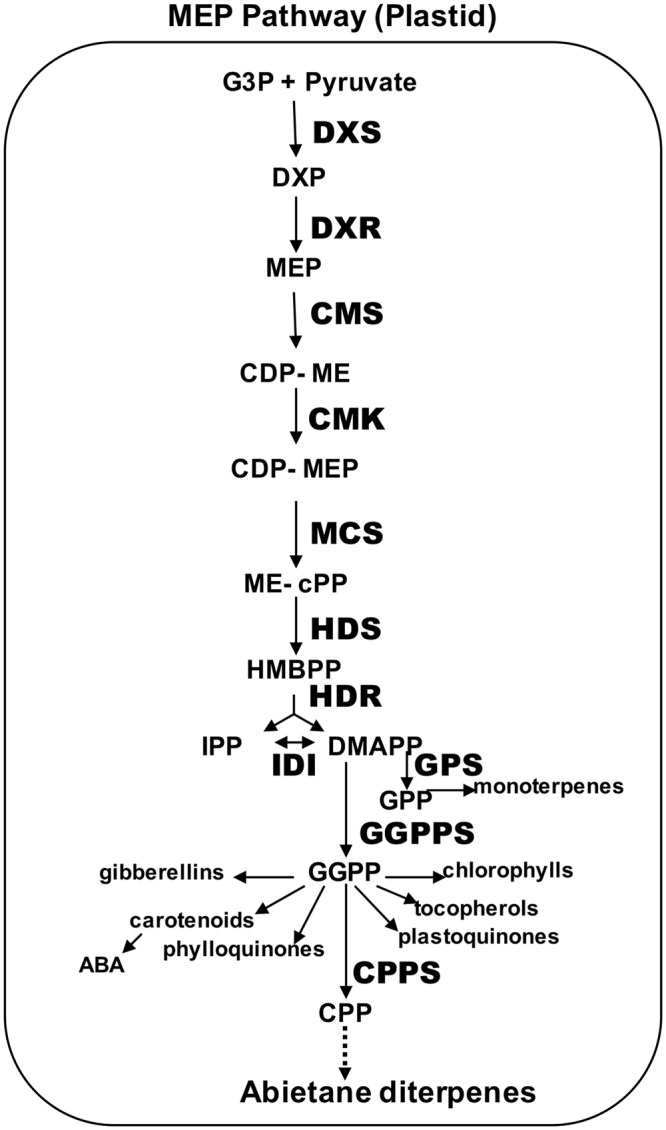 MEP Pathway (Plastid)
G3P + Pyruvate
DXS
DXP
DXR
MEP
CMS
CDP- ME
CMK
CDP- MEP
MCS
ME- cPP
HDS
HMBPP
HDR
IPP
DMAPP
IDI
GPS
GPP
monoterpenes
GGPPS
gibberellins
GGPP
chlorophylls
carotenoids
tocopherols
phylloquinones
plastoquinones
ABA
CPPS
CPP
Abietane diterpenes